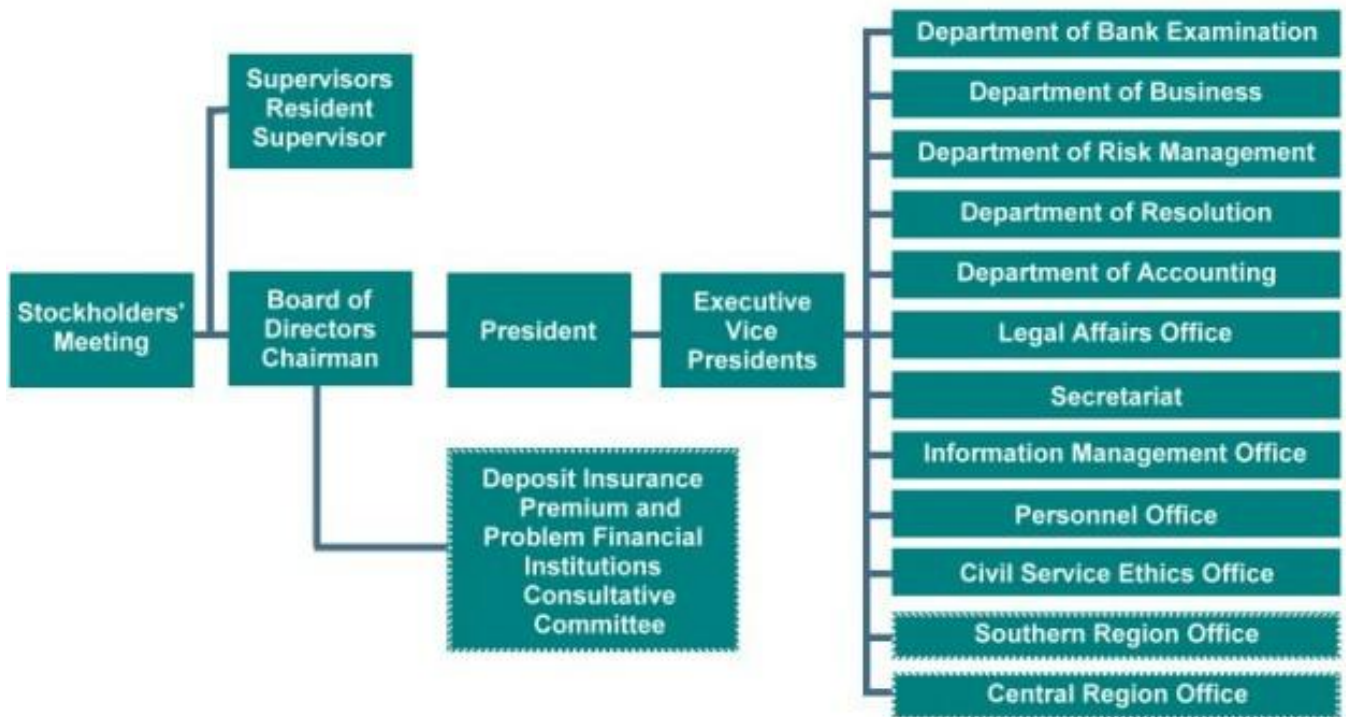 Stockholders'
Meeting
Supervisors
Resident
Supervisor
Board of
Directors
Chairman
President
Executive
Vice
Presidents
Deposit Insurance
Premium and
Problem Financial
Institutions
Consultative
Committee
Department of Bank Examination
Department of Business
Department of Risk Management
Department of Resolution
Department of Accounting
Legal Affairs Office
Secretariat
Information Management Office
Personnel Office
Civil Service Ethics Office
Southern Region Office
Central Region Office